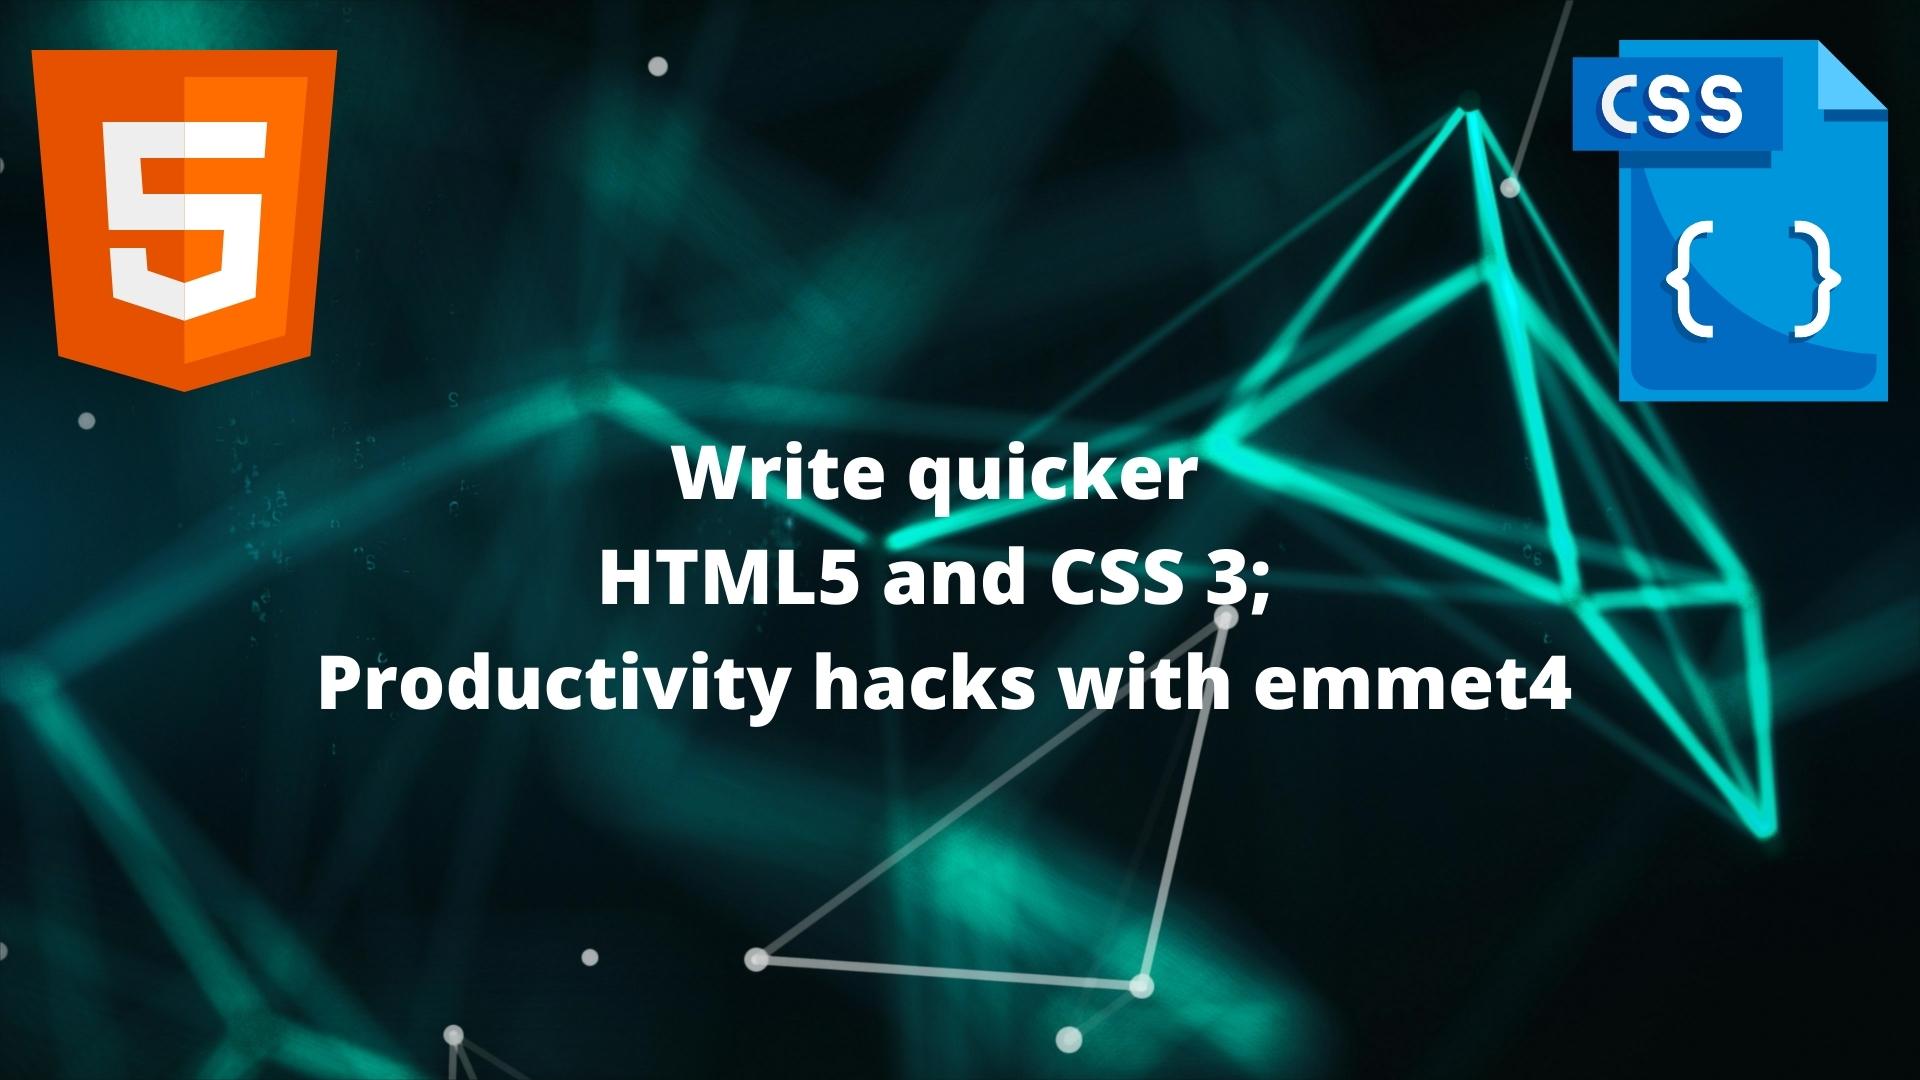 5
CSS
{ }
Write quicker
HTML5 and CSS 3;
Productivity hacks with emmet4